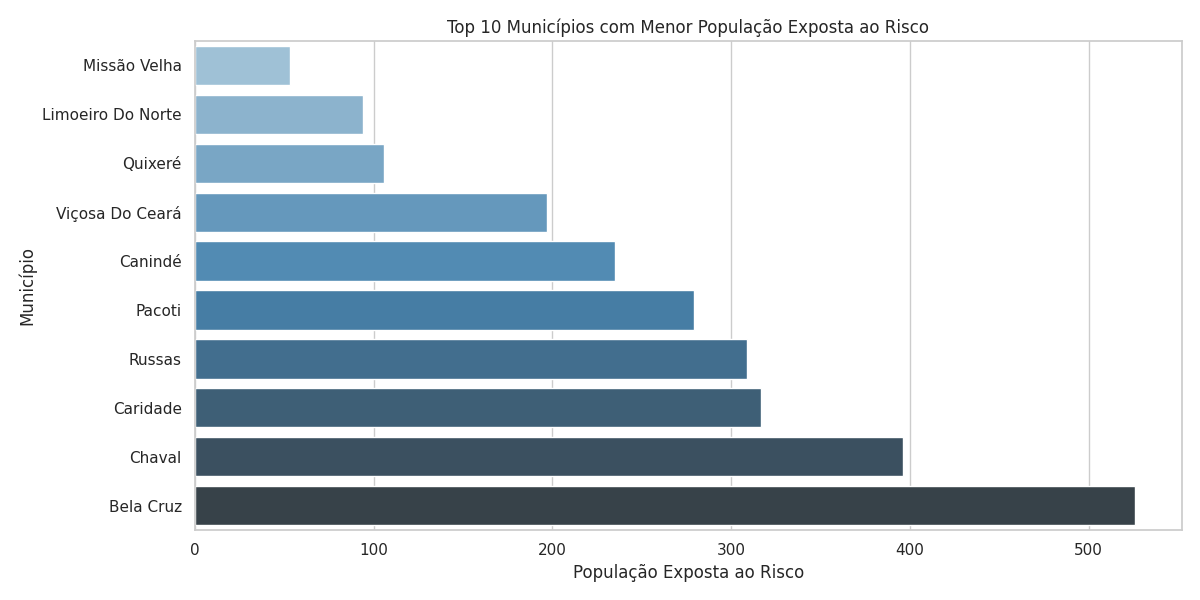 Top 10 Municípios com Menor População Exposta ao Risco
Município
Missão Velha
Limoeiro Do Norte
Quixeré
Viçosa Do Ceará
Canindé
Pacoti
Russas
Caridade
Chaval
Bela Cruz
0 100 200 300 400 500
População Exposta ao Risco